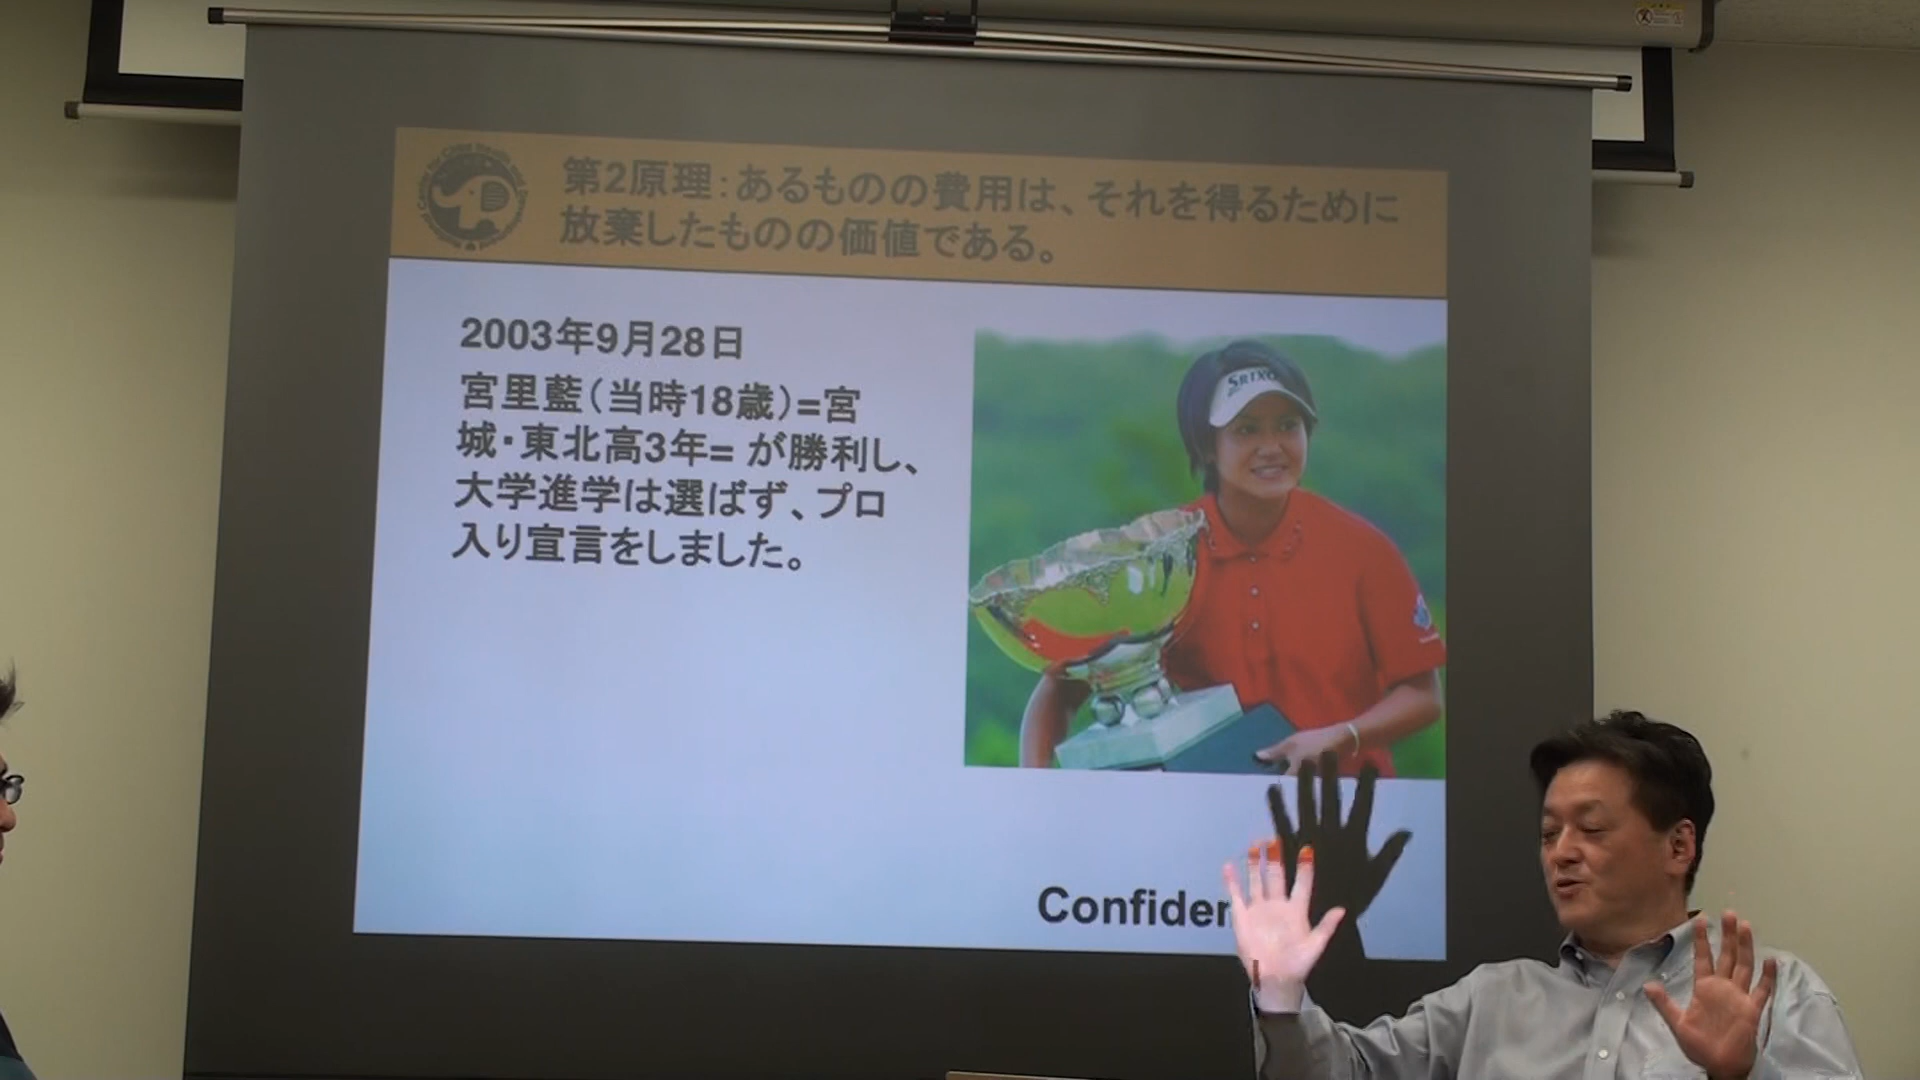 第2原理：あるものの費用は、それを得るために
放棄したものの価値である。
2003年9月28日
宮里藍（当時18歳）=宮
城・東北高3年= が勝利し、
大学進学は選ばず、プロ
入り宣言をしました。
SRIXO
Confiden